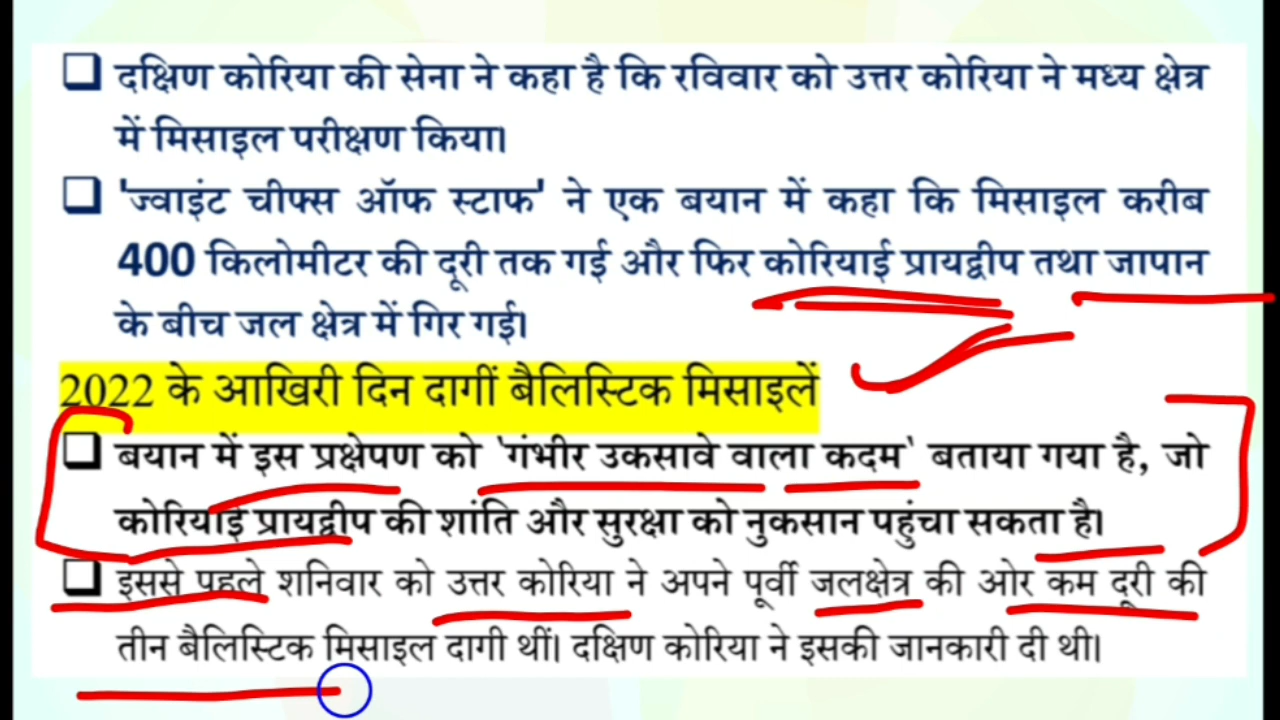 ❑ दक्षिण कोरिया की सेना ने कहा है कि रविवार को उत्तर कोरिया ने मध्य क्षेत्र
में मिसाइल परीक्षण किया।
❑ 'ज्वाइंट चीफ्स ऑफ स्टाफ' ने एक बयान में कहा कि मिसाइल करीब
400 किलोमीटर की दूरी तक गई और फिर कोरियाई प्रायद्वीप तथा जापान
के बीच जल क्षेत्र में गिर गई।
2022 के आखिरी दिन दागीं बैलिस्टिक मिसाइलें
❑ बयान में इस प्रक्षेपण को 'गंभीर उकसावे वाला कदम' बताया गया है, जो
कोरियाई प्रायद्वीप की शांति और सुरक्षा को नुकसान पहुंचा सकता है।
❑ इससे पहले शनिवार को उत्तर कोरिया ने अपने पूर्वी जलक्षेत्र की ओर कम दूरी की
तीन बैलिस्टिक मिसाइल दागी थीं। दक्षिण कोरिया ने इसकी जानकारी दी थी।